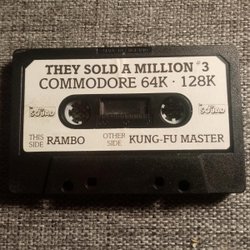 THEY SOLD A MILLION #3
COMMODORE 64K · 128K
THIS SIDE RAMBO OTHER SIDE KUNG-FU MASTER